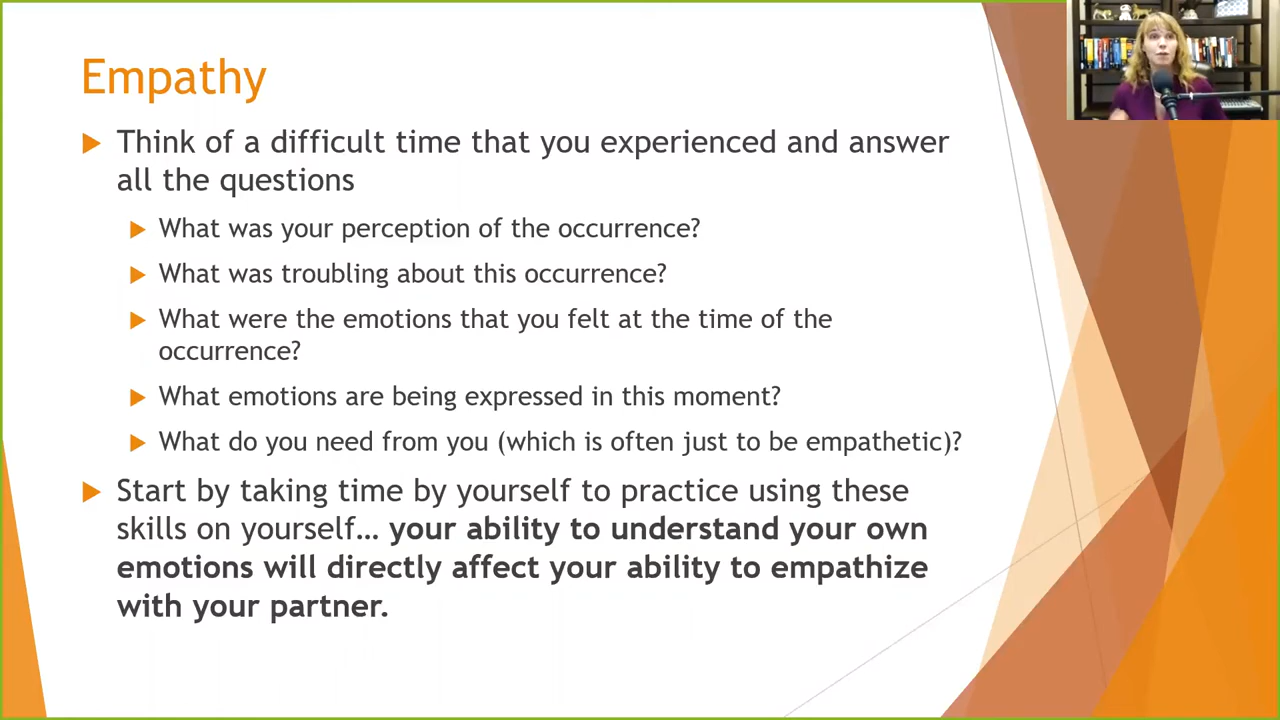 Empathy
Think of a difficult time that you experienced and answer
all the questions
What was your perception of the occurrence?
What was troubling about this occurrence?
What were the emotions that you felt at the time of the
occurrence?
What emotions are being expressed in this moment?
What do you need from you (which is often just to be empathetic)?
Start by taking time by yourself to practice using these
skills on yourself… your ability to understand your own
emotions will directly affect your ability to empathize
with your partner.